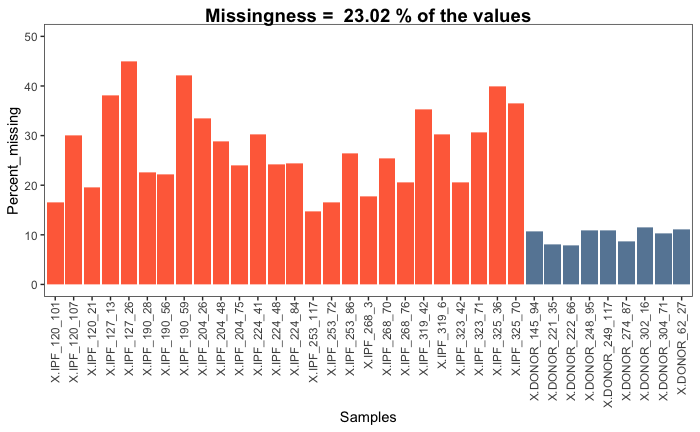 Missingness = 23.02 % of the values
50
40
30
20
10
0
Percent_missing
X.IPF_120_101
X.IPF_120_107
X.IPF_120_21
X.IPF_127_13
X.IPF_127_26
X.IPF_190_28
X.IPF_190_56
X.IPF_190_59
X.IPF_204_26
X.IPF_204_48
X.IPF_204_75
X.IPF_224_41
X.IPF_224_48
X.IPF_224_84
X.IPF_253_117
X.IPF_253_72
X.IPF_253_86
X.IPF_268_3
X.IPF_268_70
X.IPF_268_76
X.IPF_319_42
X.IPF_319_6
X.IPF_323_42
X.IPF_323_71
X.IPF_325_36
X.IPF_325_70
X.DONOR_145_94
X.DONOR_221_35
X.DONOR_222_66
X.DONOR_248_95
X.DONOR_249_117
X.DONOR_274_87
X.DONOR_302_16
X.DONOR_304_71
X.DONOR_62_27
Samples